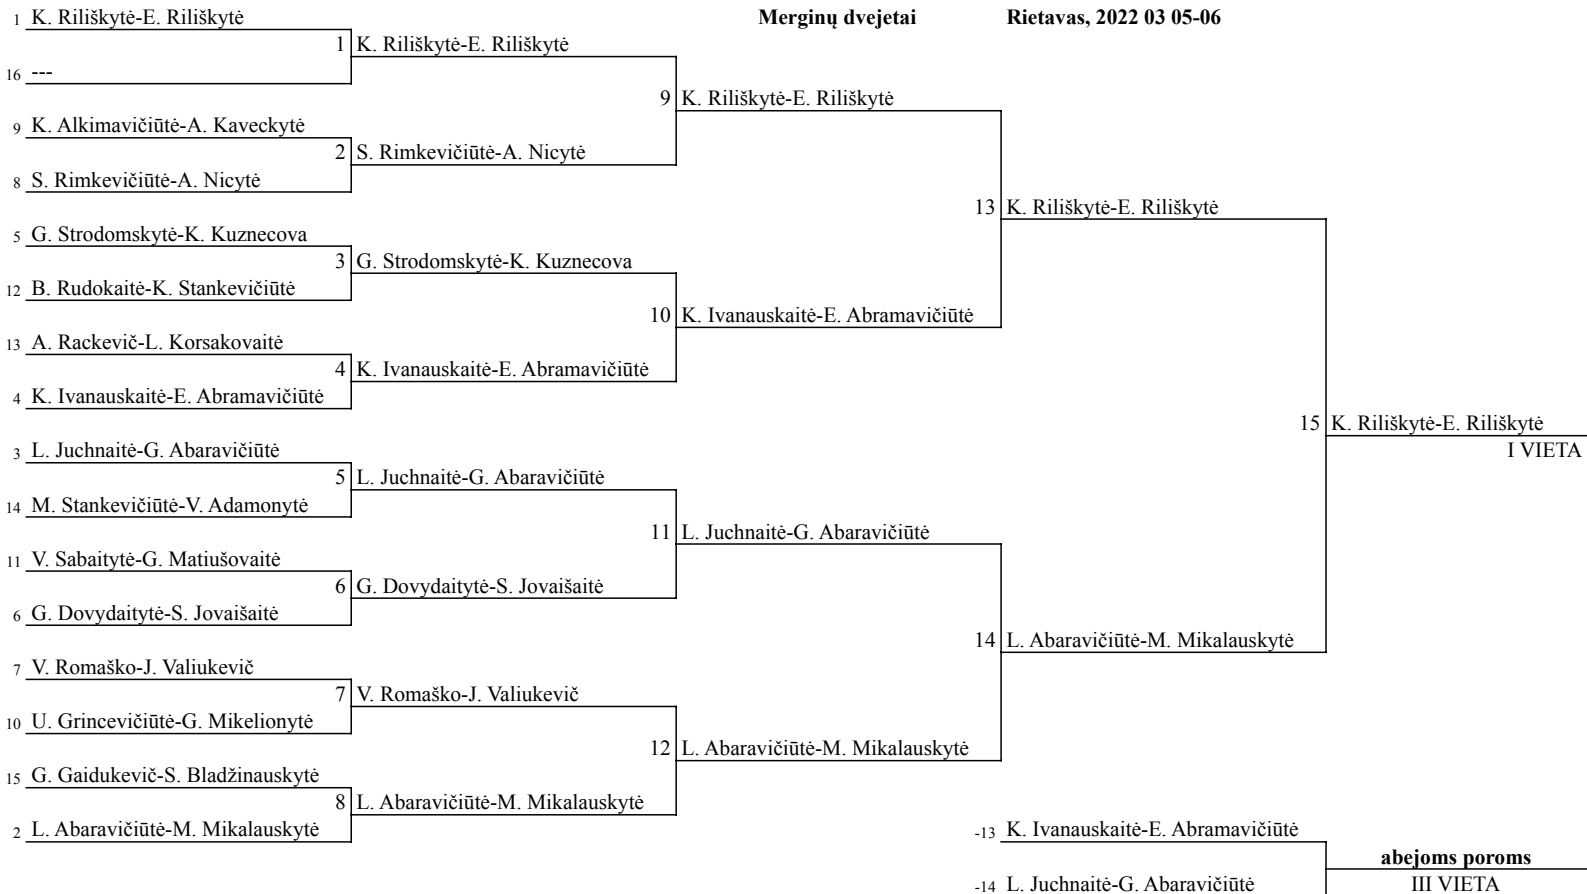 Merginų dvejetai Rietavas, 2022 03 05-06
1 K. Riliškytė-E. Riliškytė
1 K. Riliškytė-E. Riliškytė
16 ---
9 K. Riliškytė-E. Riliškytė
9 K. Alkimavičiūtė-A. Kaveckytė
2 S. Rimkevičiūtė-A. Nicytė
8 S. Rimkevičiūtė-A. Nicytė
13 K. Riliškytė-E. Riliškytė
5 G. Strodomskytė-K. Kuznecova
3 G. Strodomskytė-K. Kuznecova
12 B. Rudokaitė-K. Stankevičiūtė
10 K. Ivanauskaitė-E. Abramavičiūtė
13 A. Rackevič-L. Korsakovaitė
4 K. Ivanauskaitė-E. Abramavičiūtė
4 K. Ivanauskaitė-E. Abramavičiūtė
15 K. Riliškytė-E. Riliškytė
I VIETA
3 L. Juchnaitė-G. Abaravičiūtė
5 L. Juchnaitė-G. Abaravičiūtė
14 M. Stankevičiūtė-V. Adamonytė
11 L. Juchnaitė-G. Abaravičiūtė
11 V. Sabaitytė-G. Matiušovaitė
6 G. Dovydaitytė-S. Jovaišaitė
6 G. Dovydaitytė-S. Jovaišaitė
14 L. Abaravičiūtė-M. Mikalauskytė
7 V. Romaško-J. Valiukevič
7 V. Romaško-J. Valiukevič
10 U. Grincevičiūtė-G. Mikelionytė
12 L. Abaravičiūtė-M. Mikalauskytė
15 G. Gaidukevič-S. Bladžinauskytė
8 L. Abaravičiūtė-M. Mikalauskytė
2 L. Abaravičiūtė-M. Mikalauskytė
-13 K. Ivanauskaitė-E. Abramavičiūtė
abejoms poroms
-14 L. Juchnaitė-G. Abaravičiūtė
III VIETA